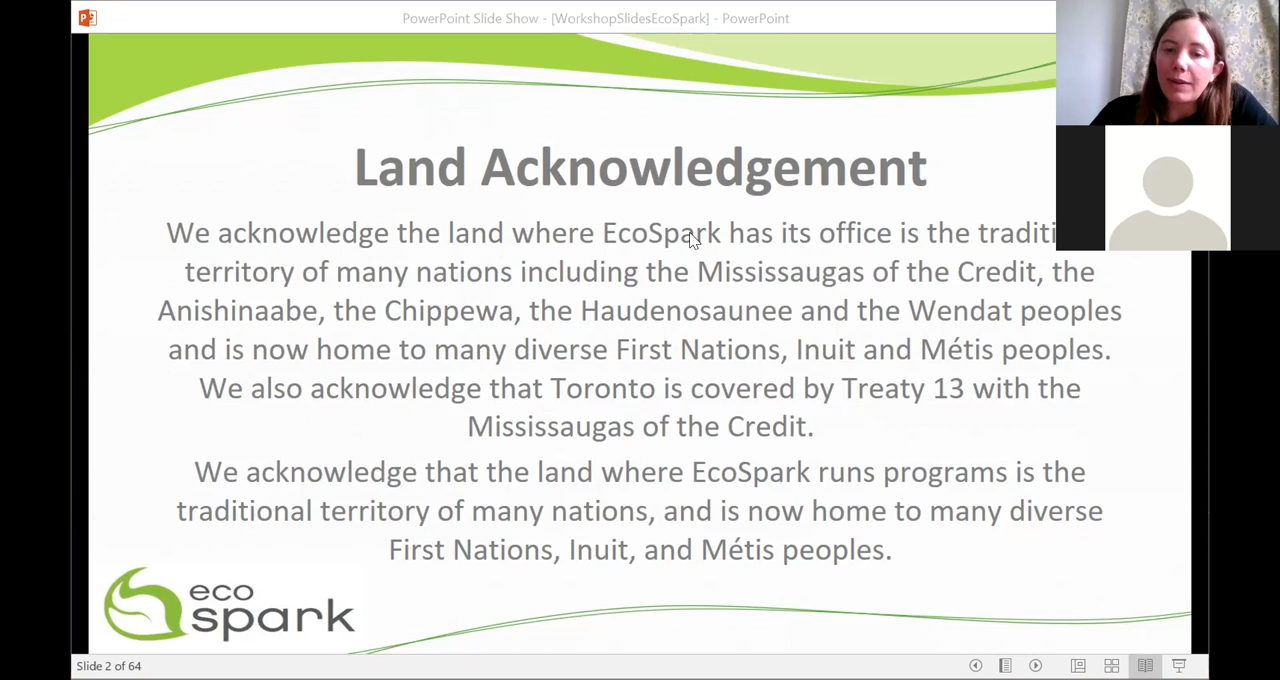 PowerPoint Slide Show - [WorkshopSlidesEcoSpark] - PowerPoint
Land Acknowledgement
We acknowledge the land where EcoSpark has its office is the traditi
territory of many nations including the Mississaugas of the Credit, the
Anishinaabe, the Chippewa, the Haudenosaunee and the Wendat peoples
and is now home to many diverse First Nations, Inuit and Métis peoples.
We also acknowledge that Toronto is covered by Treaty 13 with the
Mississaugas of the Credit.
We acknowledge that the land where EcoSpark runs programs is the
traditional territory of many nations, and is now home to many diverse
First Nations, Inuit, and Métis peoples.
eco
spark
Slide 2 of 64